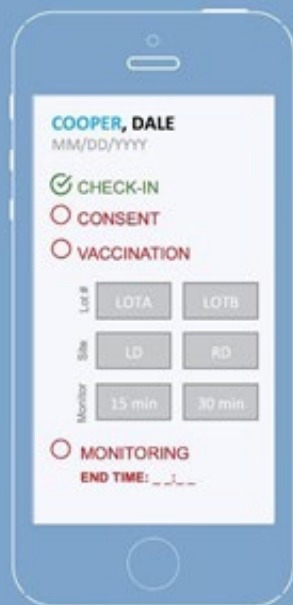 COOPER, DALE
MM/DD/YYYY
CHECK-IN
CONSENT
VACCINATION
Lot # LOTA LOTB
Site LD RD
Monitor 15 min 30 min
MONITORING
END TIME: _ _:_ _